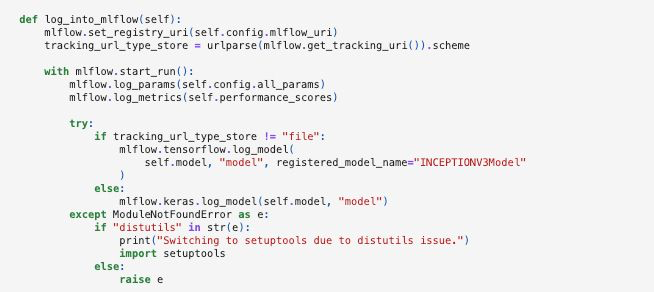 def log_into_mlflow(self):
    mlflow.set_registry_uri(self.config.mlflow_uri)
    tracking_url_type_store = urlparse(mlflow.get_tracking_uri()).scheme

    with mlflow.start_run():
        mlflow.log_params(self.config.all_params)
        mlflow.log_metrics(self.performance_scores)

        try:
            if tracking_url_type_store != "file":
                mlflow.tensorflow.log_model(
                    self.model, "model", registered_model_name="INCEPTIONV3Model"
                )
            else:
                mlflow.keras.log_model(self.model, "model")
        except ModuleNotFoundError as e:
            if "distutils" in str(e):
                print("Switching to setuptools due to distutils issue.")
                import setuptools
            else:
                raise e